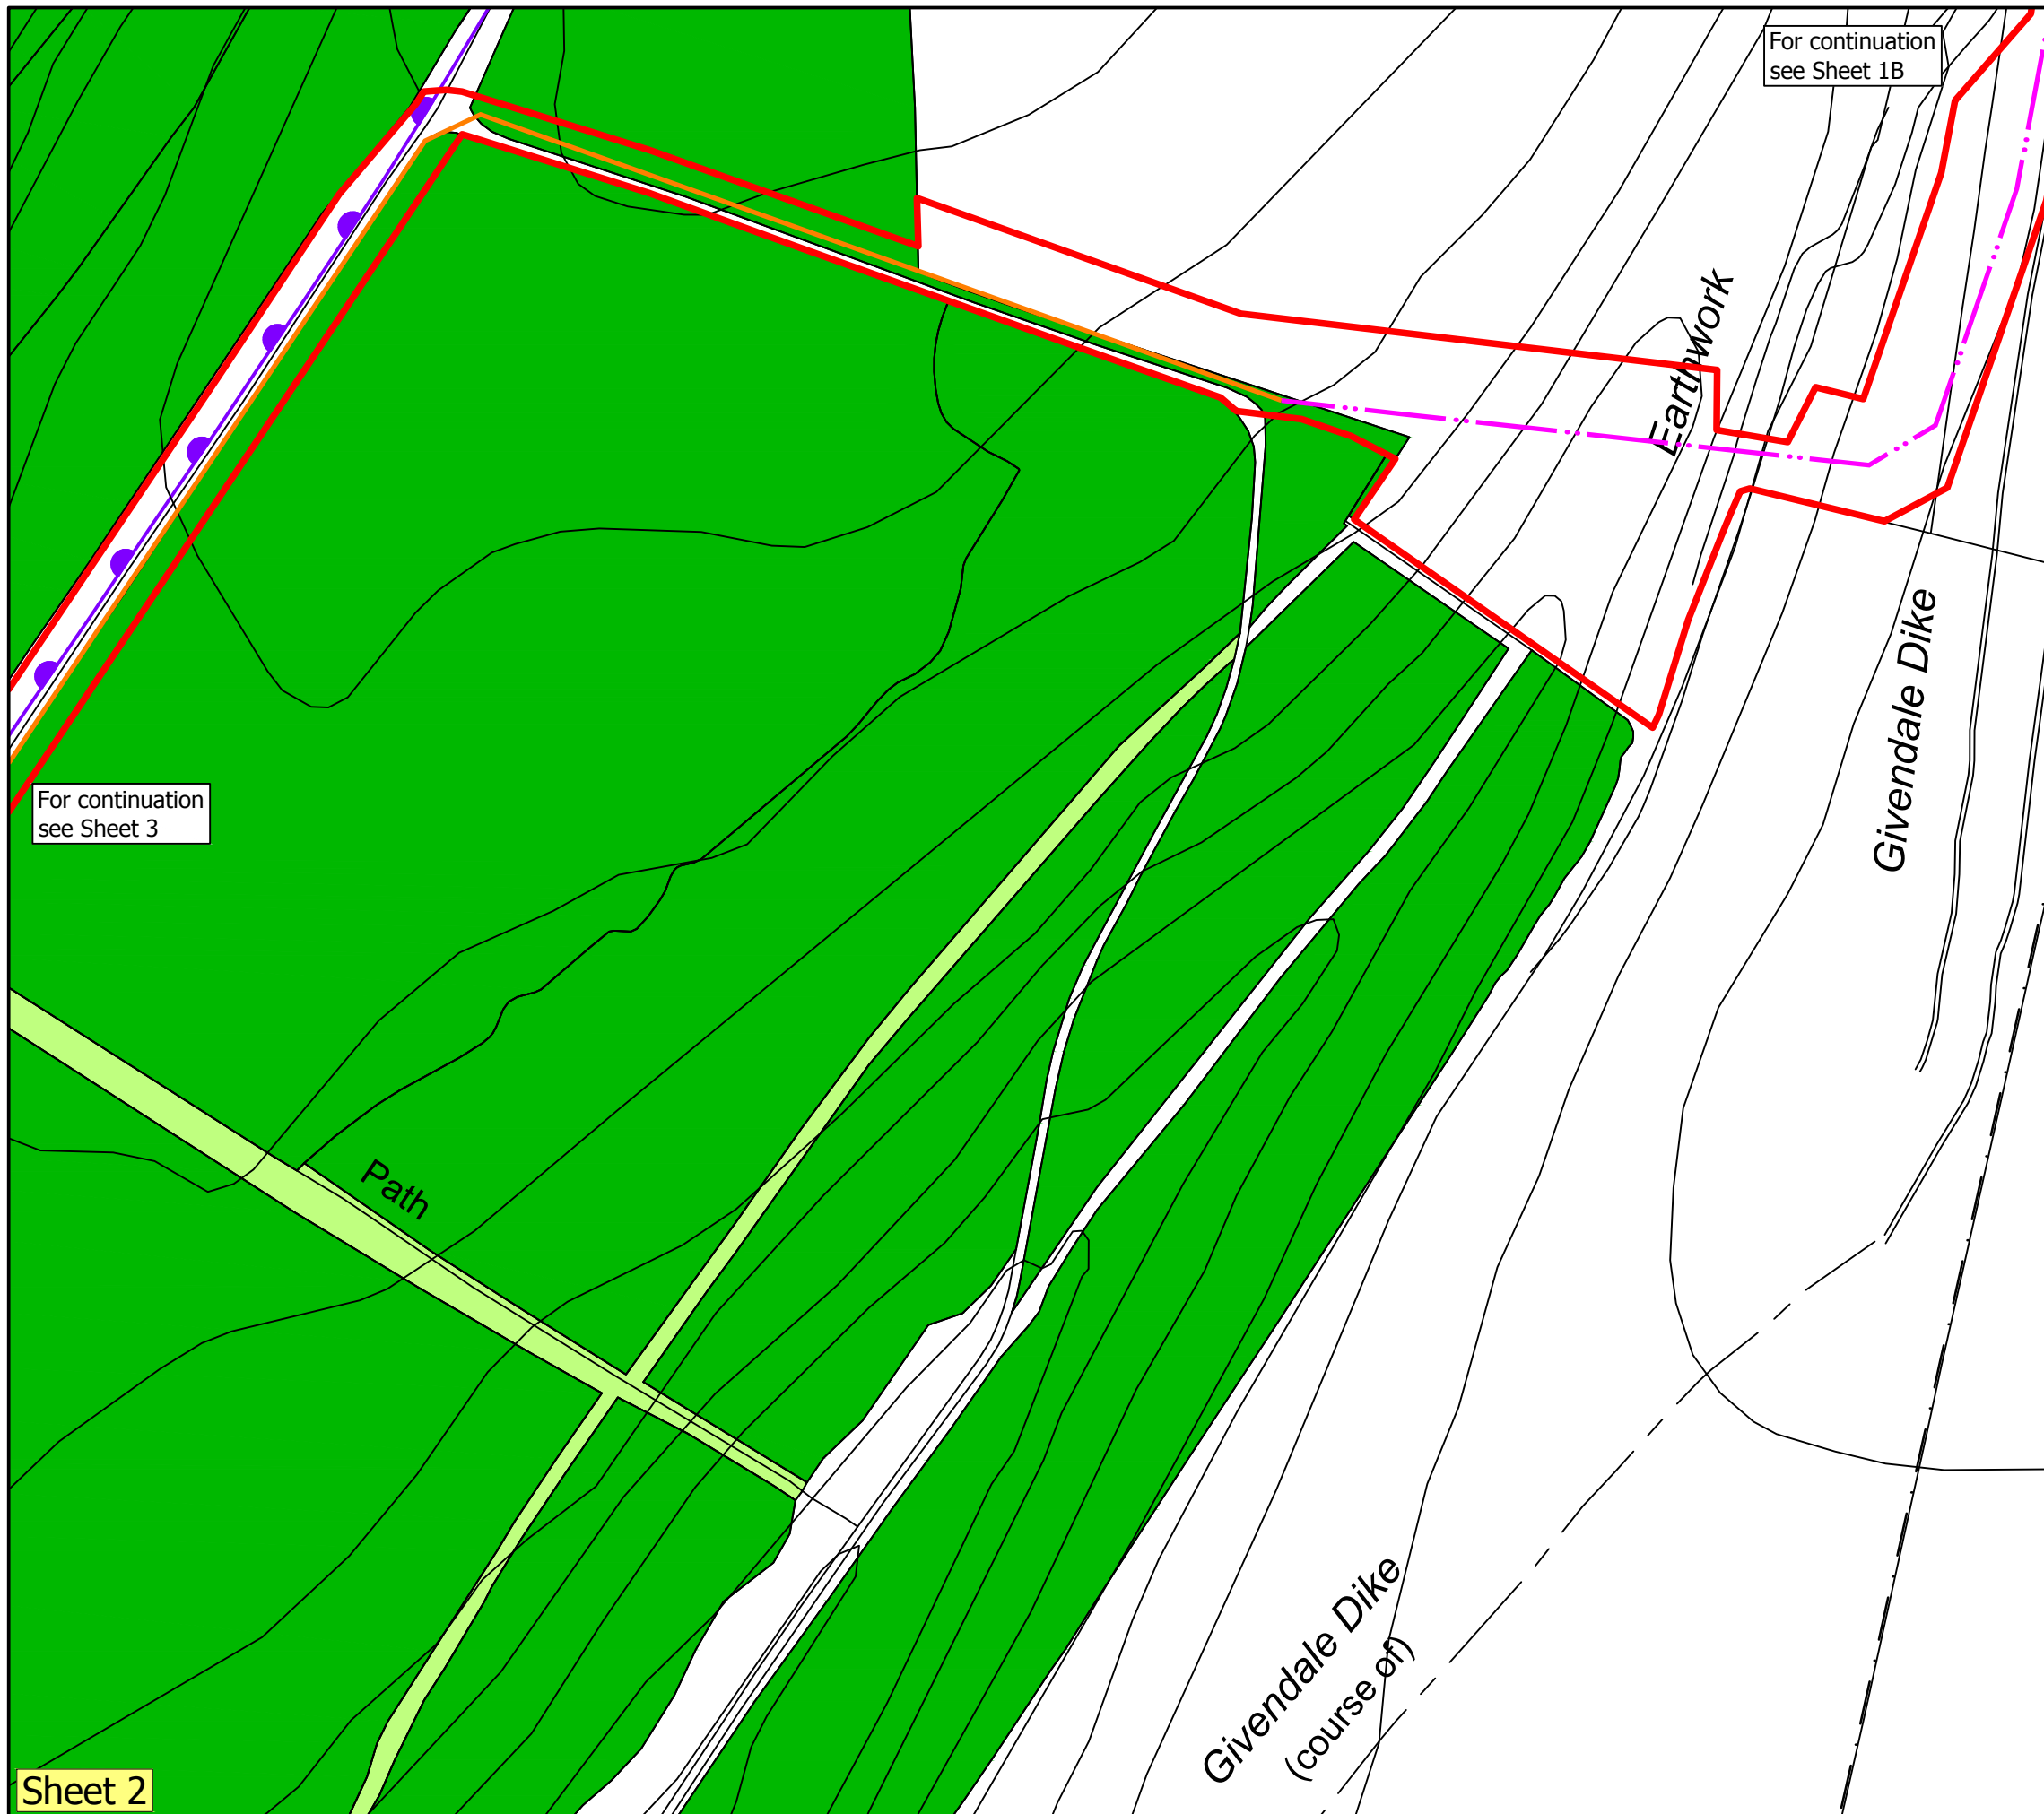 For continuation
see Sheet 1B
Earthwork
Givendale Dike
For continuation
see Sheet 3
Path
Givendale Dike
(course of)
Sheet 2